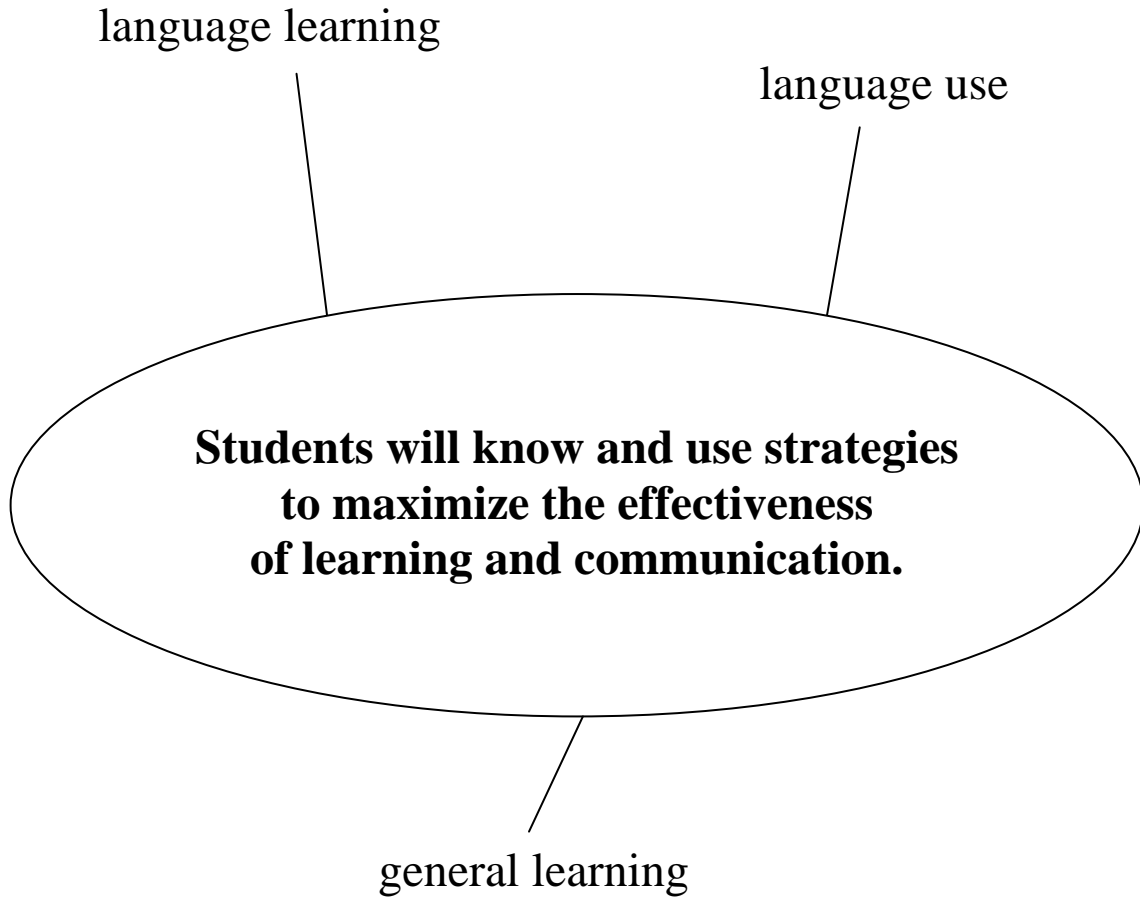 language learning
language use
Students will know and use strategies
to maximize the effectiveness
of learning and communication.
general learning